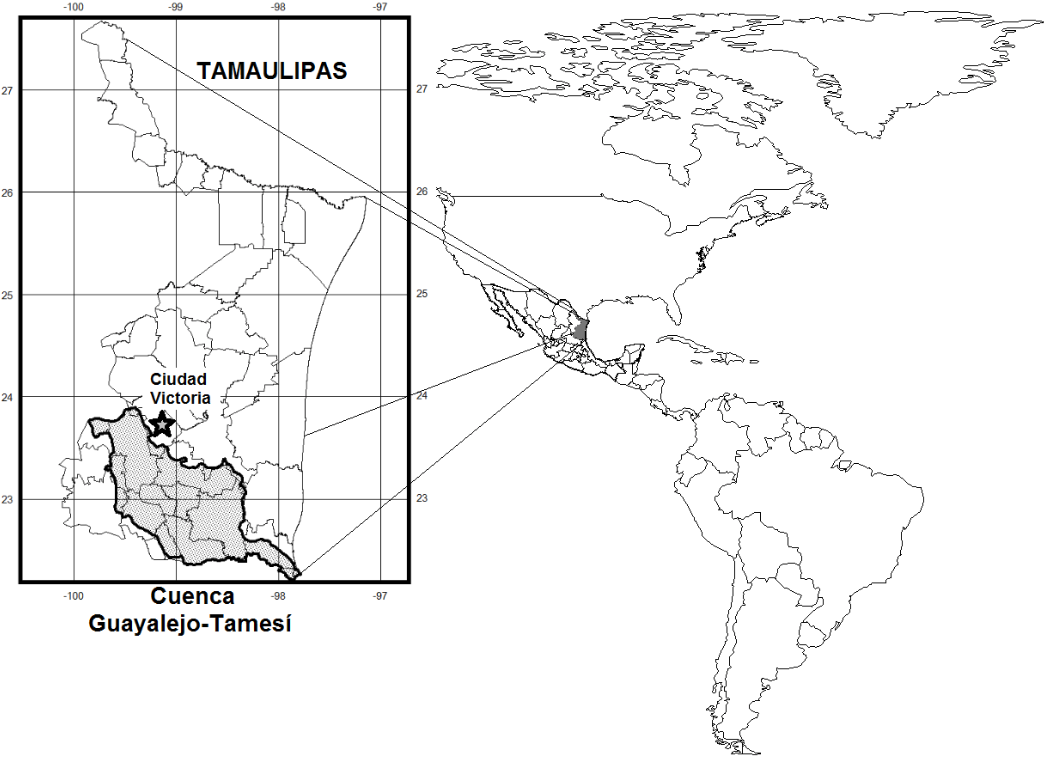 -100 -99 -98 -97
TAMAULIPAS
27 27
26 26
25 25
24 24
Ciudad
Victoria
23 23
-100 -99 -98 -97
Cuenca
Guayalejo-Tamesí